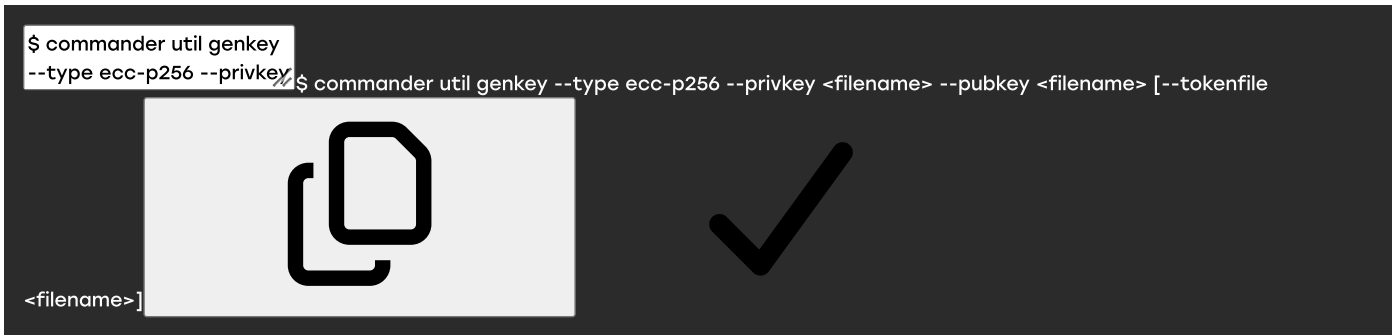 $ commander util genkey
--type ecc-p256 --privkey
$ commander util genkey --type ecc-p256 --privkey <filename> --pubkey <filename> [--tokenfile
<filename>]